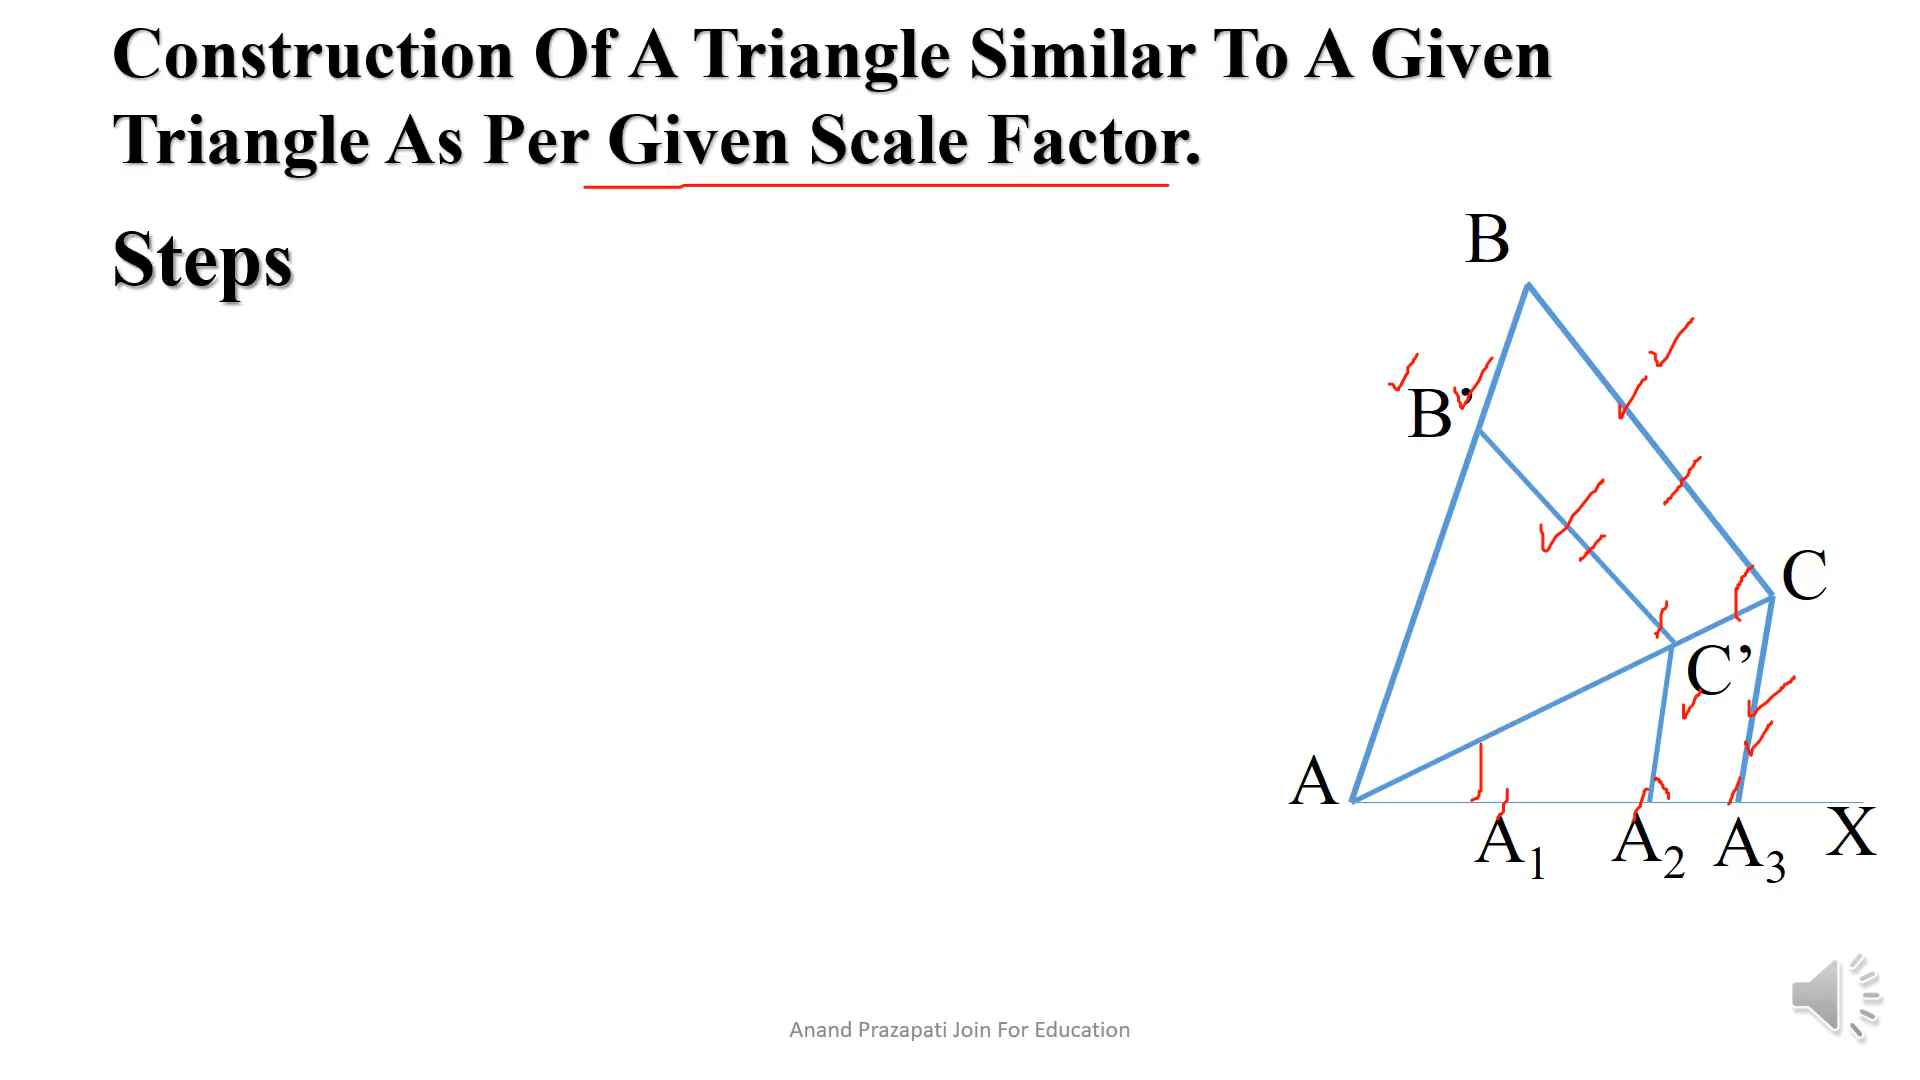 Construction Of A Triangle Similar To A Given
Triangle As Per Given Scale Factor.
Steps
B
B’
C
C’
A
A₁ A₂ A₃ X
Anand Prazapati Join For Education